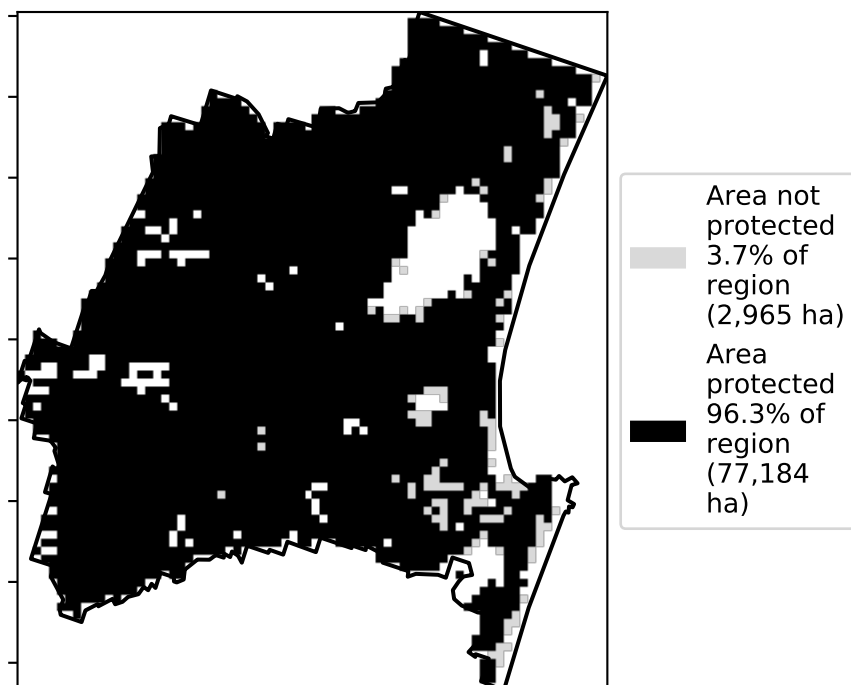 Area not
protected
3.7% of
region
(2,965 ha)
Area
protected
96.3% of
region
(77,184
ha)